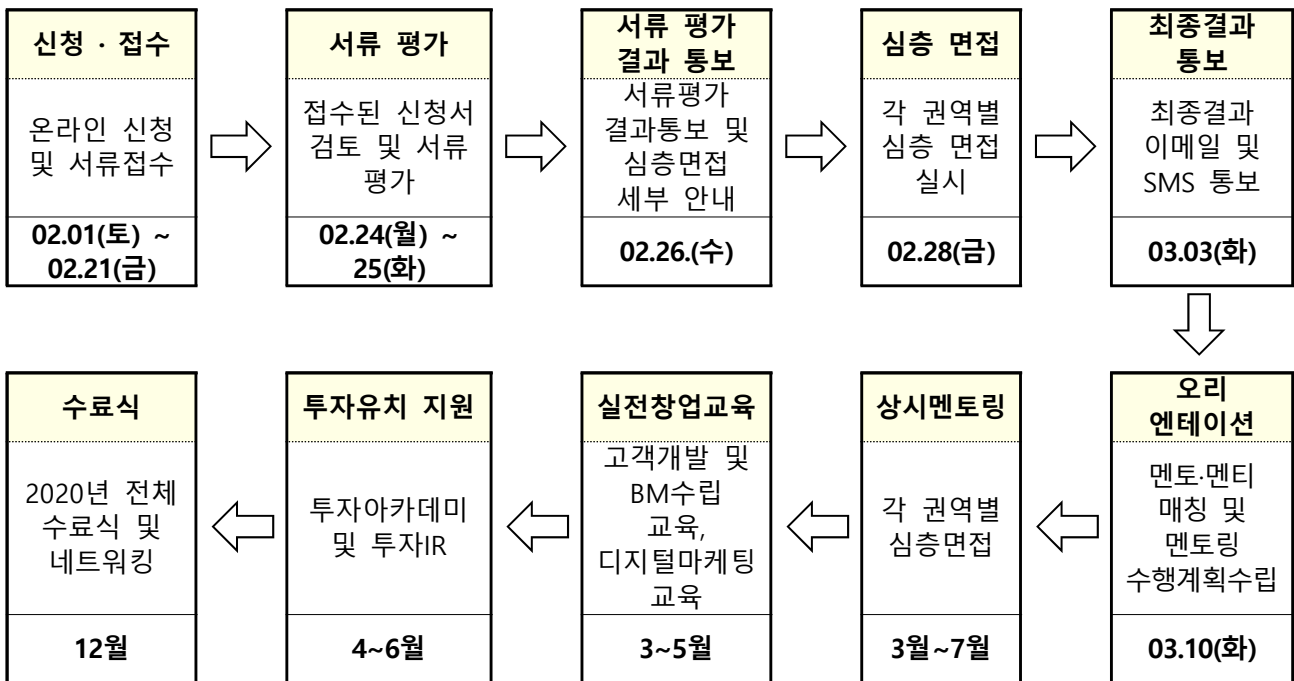 신청 · 접수
온라인 신청
및 서류접수
02.01(토) ~
02.21(금)
서류 평가
접수된 신청서
검토 및 서류
평가
02.24(월) ~
25(화)
서류 평가
결과 통보
서류평가
결과통보 및
심층면접
세부 안내
02.26.(수)
심층 면접
각 권역별
심층 면접
실시
02.28(금)
최종결과
통보
최종결과
이메일 및
SMS 통보
03.03(화)
오리
엔테이션
멘토·멘티
매칭 및
멘토링
수행계획수립
03.10(화)
상시멘토링
각 권역별
심층면접
3월~7월
실전창업교육
고객개발 및
BM수립
교육,
디지털마케팅
교육
3~5월
투자유치 지원
투자아카데미
및 투자IR
4~6월
수료식
2020년 전체
수료식 및
네트워킹
12월